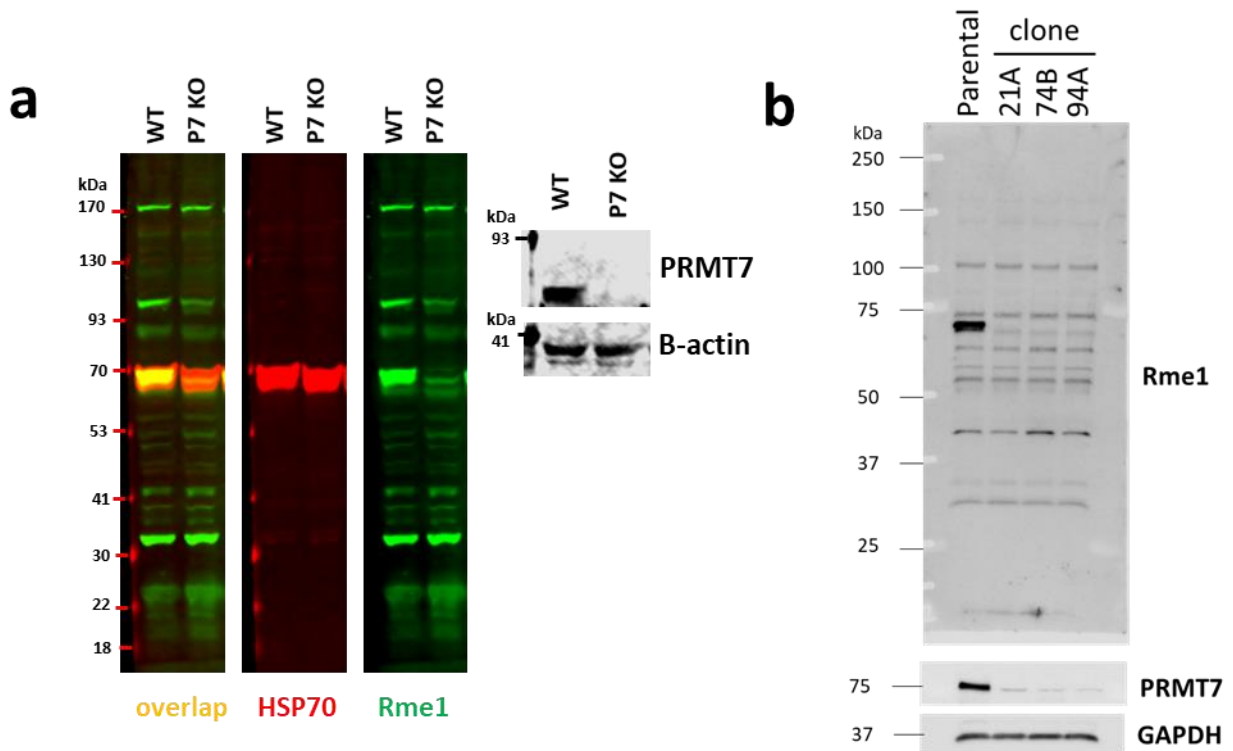 a
WT
P7 KO
WT
P7 KO
WT
P7 KO
kDa
170
130
93
70
53
41
30
22
18
overlap
HSP70
Rme1
WT
P7 KO
kDa
93
PRMT7
kDa
41
B-actin
b
Parental
clone
21A
74B
94A
kDa
250
150
100
75
50
37
25
Rme1
75
PRMT7
37
GAPDH